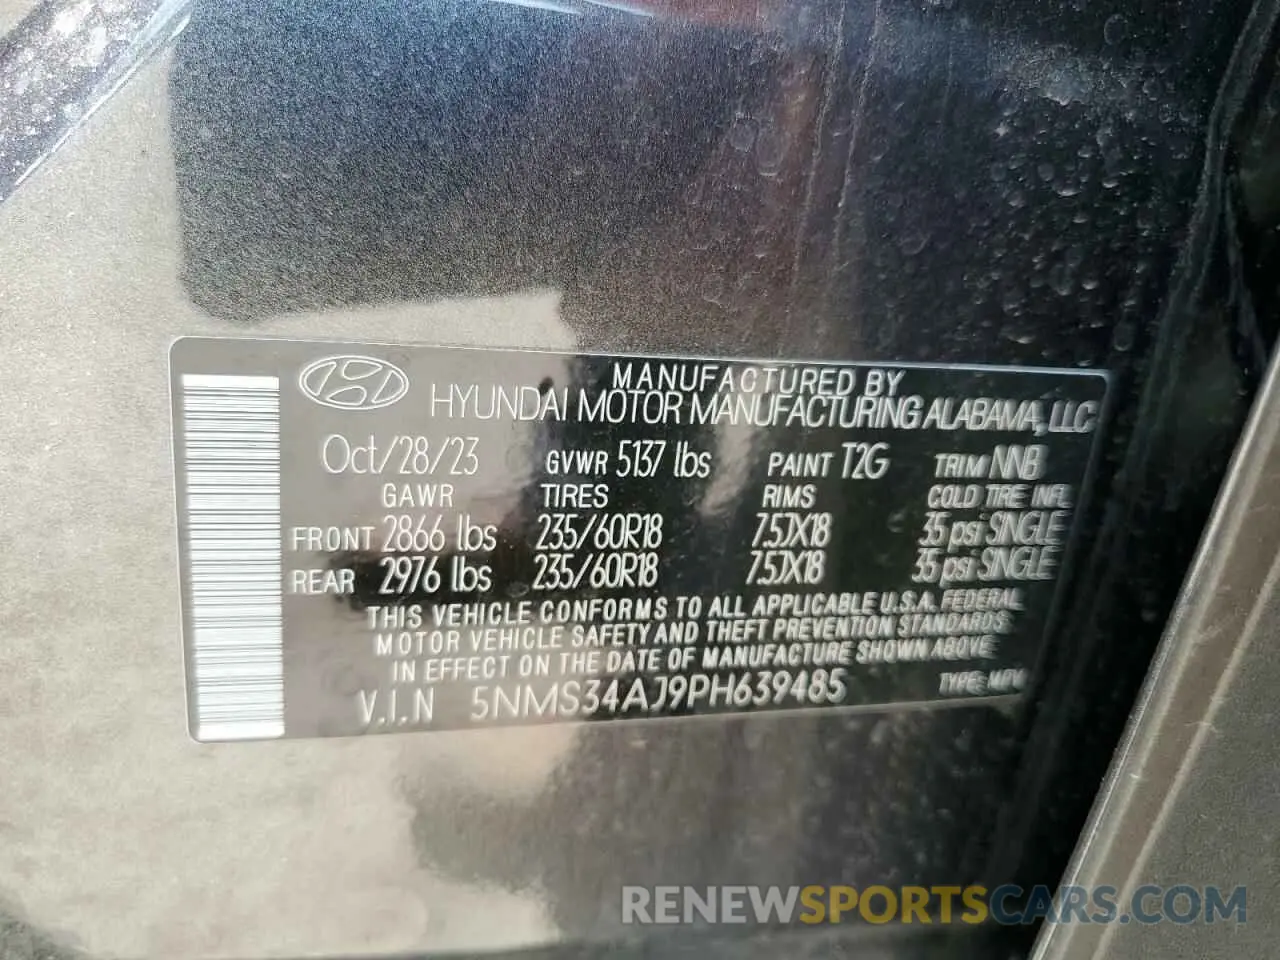 MANUFACTURED BY
HYUNDAI MOTOR MANUFACTURING ALABAMA, LLC
Oct/28/23 GVWR 5137 lbs PAINT T2G TRIM NNB
GAWR TIRES RIMS COLD TIRE INFL
FRONT 2866 lbs 235/60R18 7.5JX18 35 psi SINGLE
REAR 2976 lbs 235/60R18 7.5JX18 35 psi SINGLE
THIS VEHICLE CONFORMS TO ALL APPLICABLE U.S.A. FEDERAL
MOTOR VEHICLE SAFETY AND THEFT PREVENTION STANDARDS
IN EFFECT ON THE DATE OF MANUFACTURE SHOWN ABOVE
V.I.N 5NMS34AJ9PH639485 TYPE: MPV
RENEWSPORTSCARS.COM